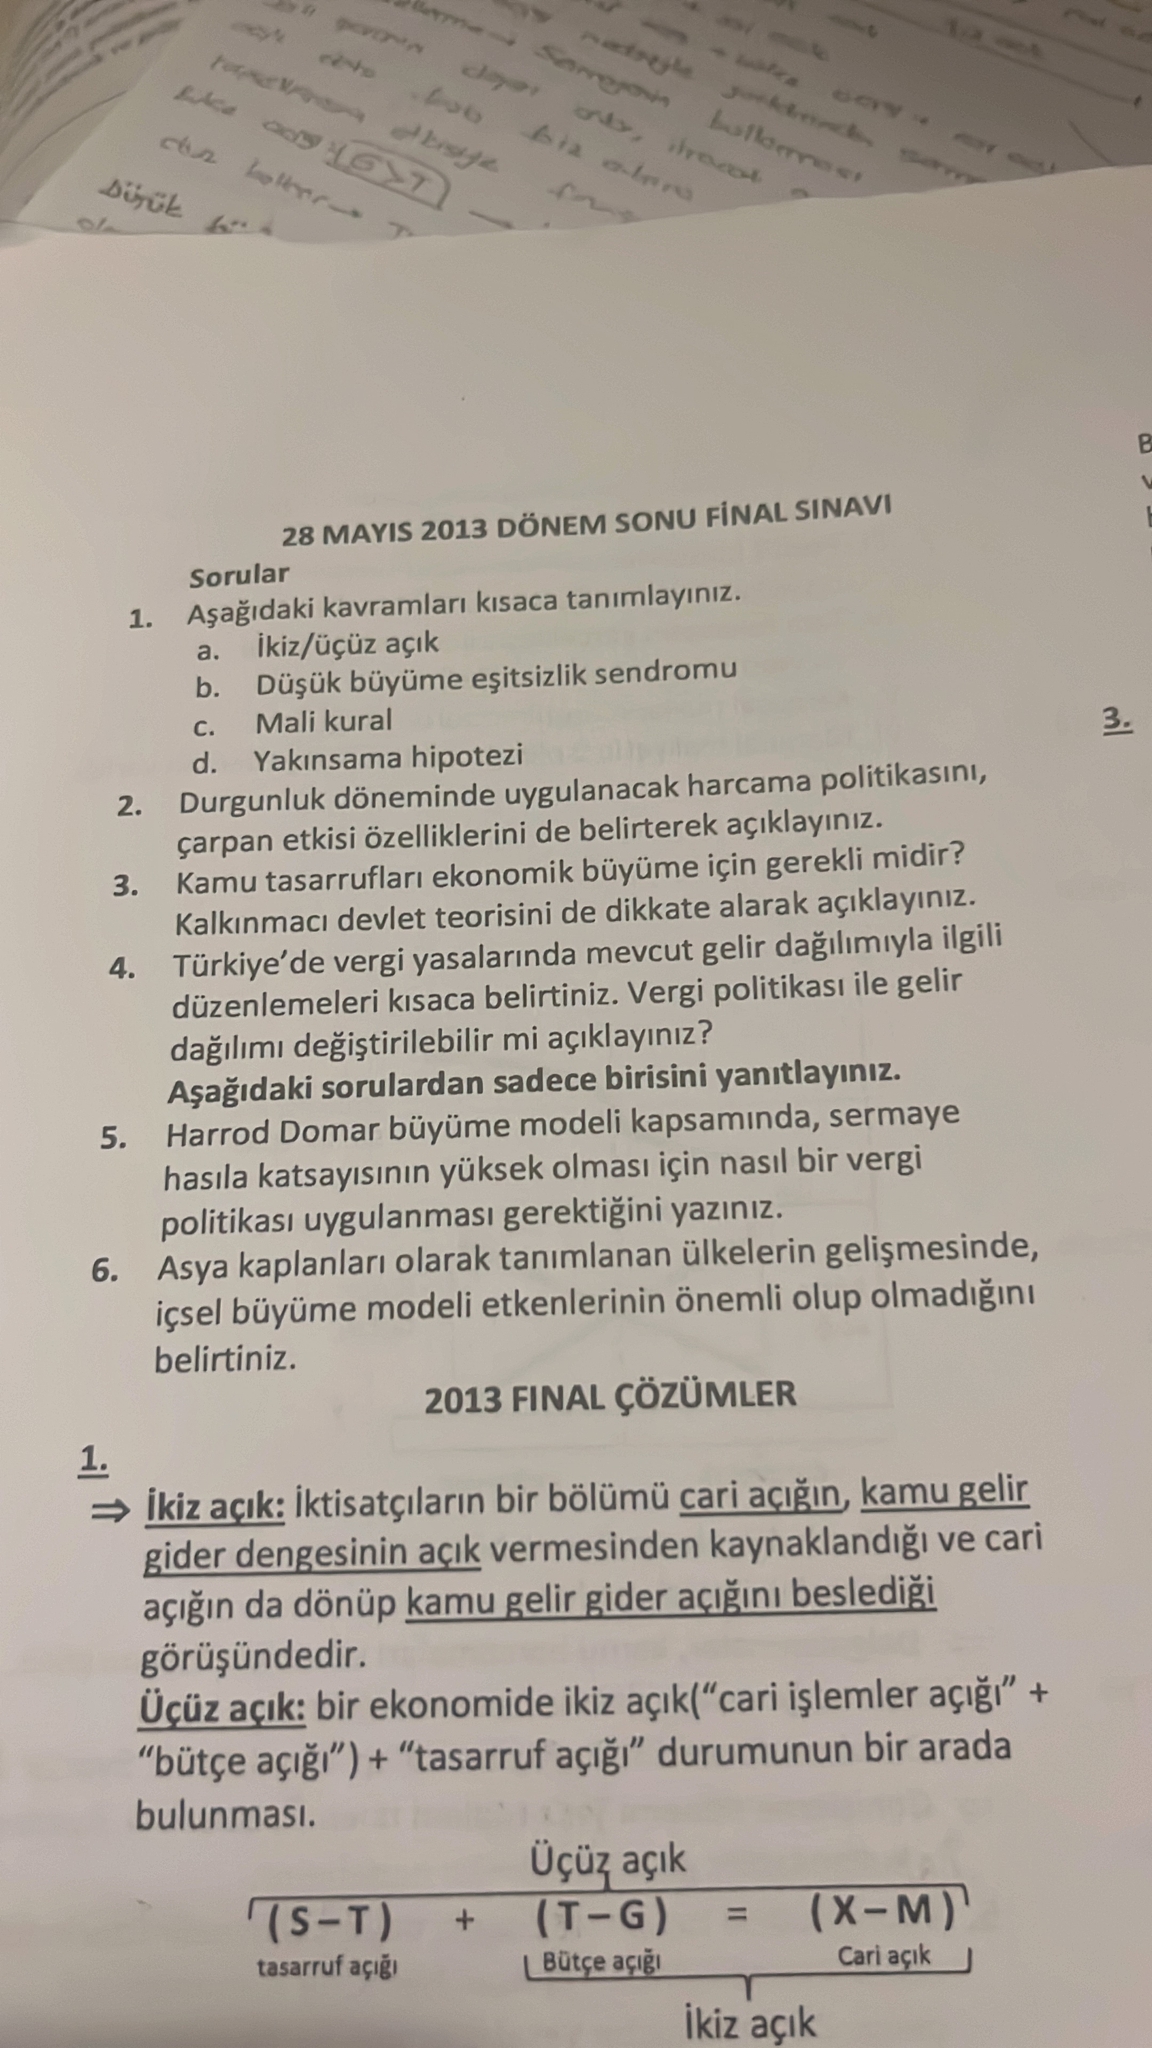 (G>T)
Düşük
28 MAYIS 2013 DÖNEM SONU FİNAL SINAVI
Sorular
1. Aşağıdaki kavramları kısaca tanımlayınız.
a. İkiz/üçüz açık
b. Düşük büyüme eşitsizlik sendromu
c. Mali kural
d. Yakınsama hipotezi
2. Durgunluk döneminde uygulanacak harcama politikasını,
çarpan etkisi özelliklerini de belirterek açıklayınız.
3. Kamu tasarrufları ekonomik büyüme için gerekli midir?
Kalkınmacı devlet teorisini de dikkate alarak açıklayınız.
4. Türkiye'de vergi yasalarında mevcut gelir dağılımıyla ilgili
düzenlemeleri kısaca belirtiniz. Vergi politikası ile gelir
dağılımı değiştirilebilir mi açıklayınız?
Aşağıdaki sorulardan sadece birisini yanıtlayınız.
5. Harrod Domar büyüme modeli kapsamında, sermaye
hasıla katsayısının yüksek olması için nasıl bir vergi
politikası uygulanması gerektiğini yazınız.
6. Asya kaplanları olarak tanımlanan ülkelerin gelişmesinde,
içsel büyüme modeli etkenlerinin önemli olup olmadığını
belirtiniz.
2013 FINAL ÇÖZÜMLER
1.
⇒ İkiz açık: İktisatçıların bir bölümü cari açığın, kamu gelir
gider dengesinin açık vermesinden kaynaklandığı ve cari
açığın da dönüp kamu gelir gider açığını beslediği
görüşündedir.
Üçüz açık: bir ekonomide ikiz açık("cari işlemler açığı" +
"bütçe açığı") + "tasarruf açığı" durumunun bir arada
bulunması.
Üçüz açık
(S–T) + (T–G) = (X–M)
tasarruf açığı Bütçe açığı Cari açık
İkiz açık
3.
B